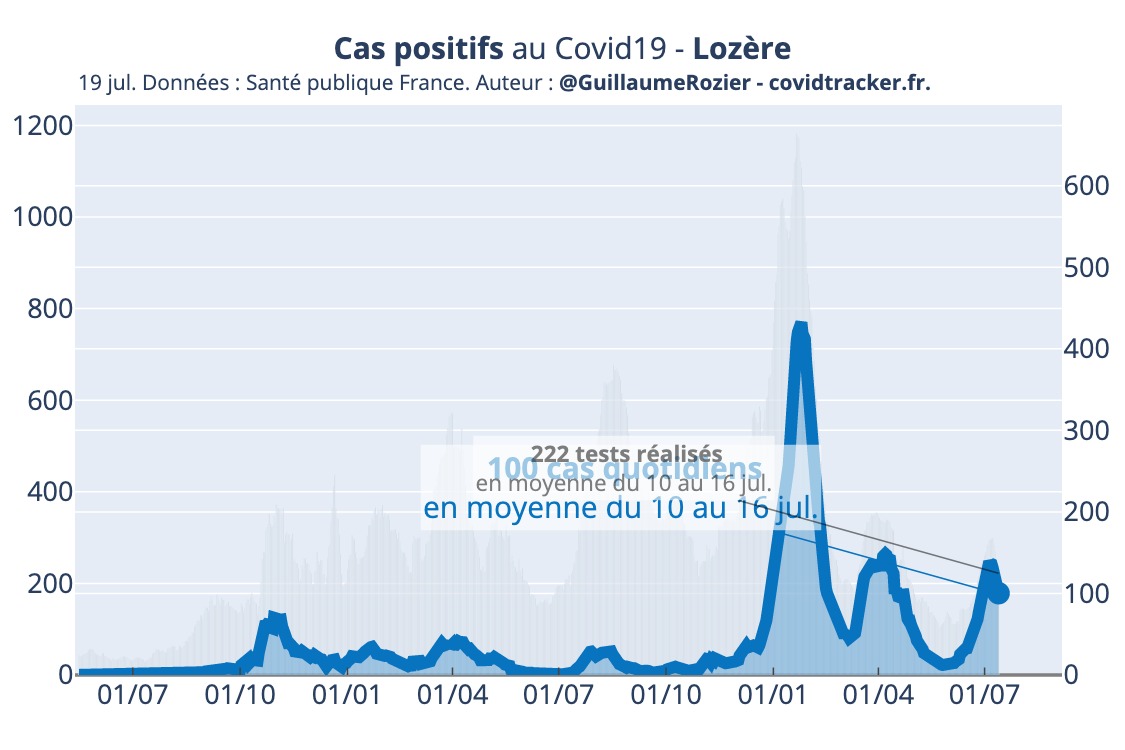 Cas positifs au Covid19 - Lozère
19 jul. Données : Santé publique France. Auteur : @GuillaumeRozier - covidtracker.fr.
1200
1000
800
600
400
200
0
600
500
400
300
200
100
0
222 tests réalisés
100 cas quotidiens
en moyenne du 10 au 16 jul.
en moyenne du 10 au 16 jul.
01/07 01/10 01/01 01/04 01/07 01/10 01/01 01/04 01/07